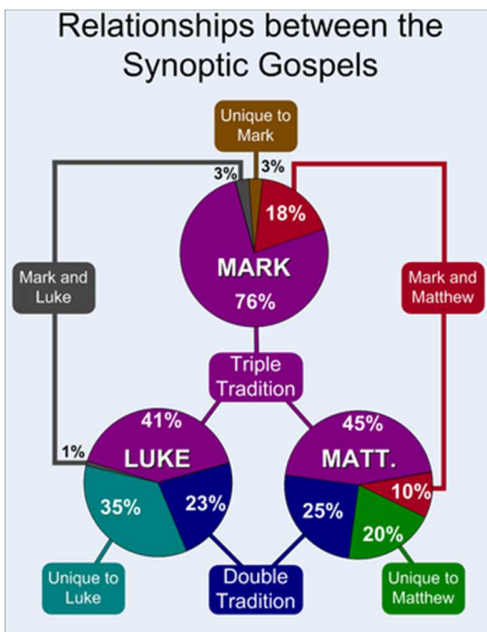 Relationships between the
Synoptic Gospels
Unique to
Mark
3%
3%
18%
MARK
76%
Mark and
Luke
Mark and
Matthew
Triple
Tradition
41%
45%
1%
LUKE
MATT.
35%
23%
25%
10%
20%
Unique to
Luke
Double
Tradition
Unique to
Matthew